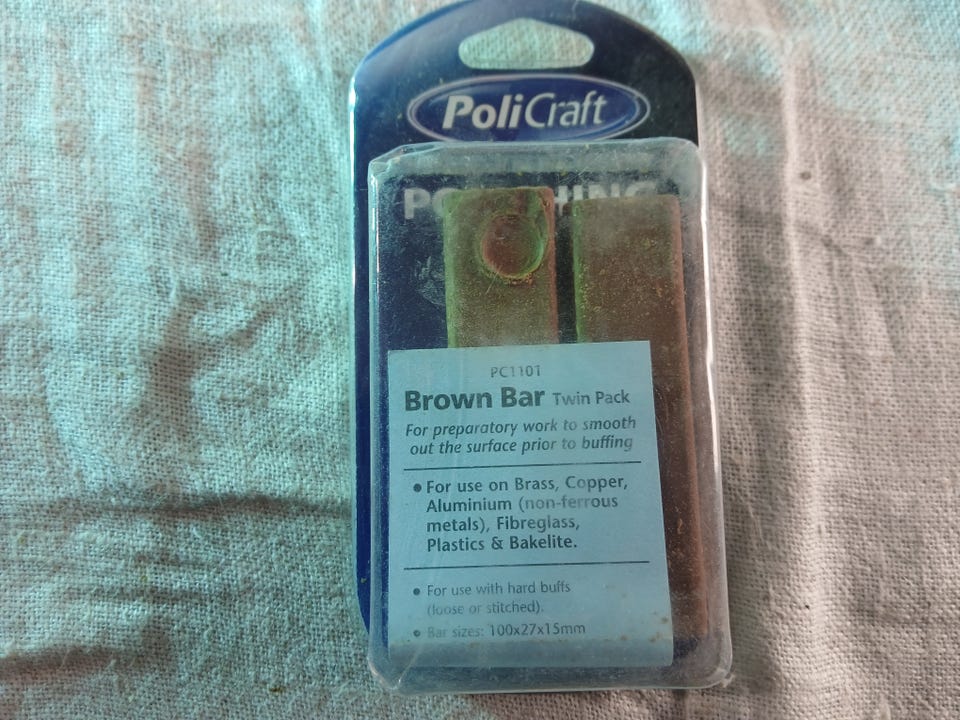 PoliCraft
PC1101
Brown Bar Twin Pack
For preparatory work to smooth
out the surface prior to buffing
• For use on Brass, Copper,
Aluminium (non-ferrous
metals), Fibreglass,
Plastics & Bakelite.
• For use with hard buffs
(loose or stitched).
• Bar sizes: 100x27x15mm